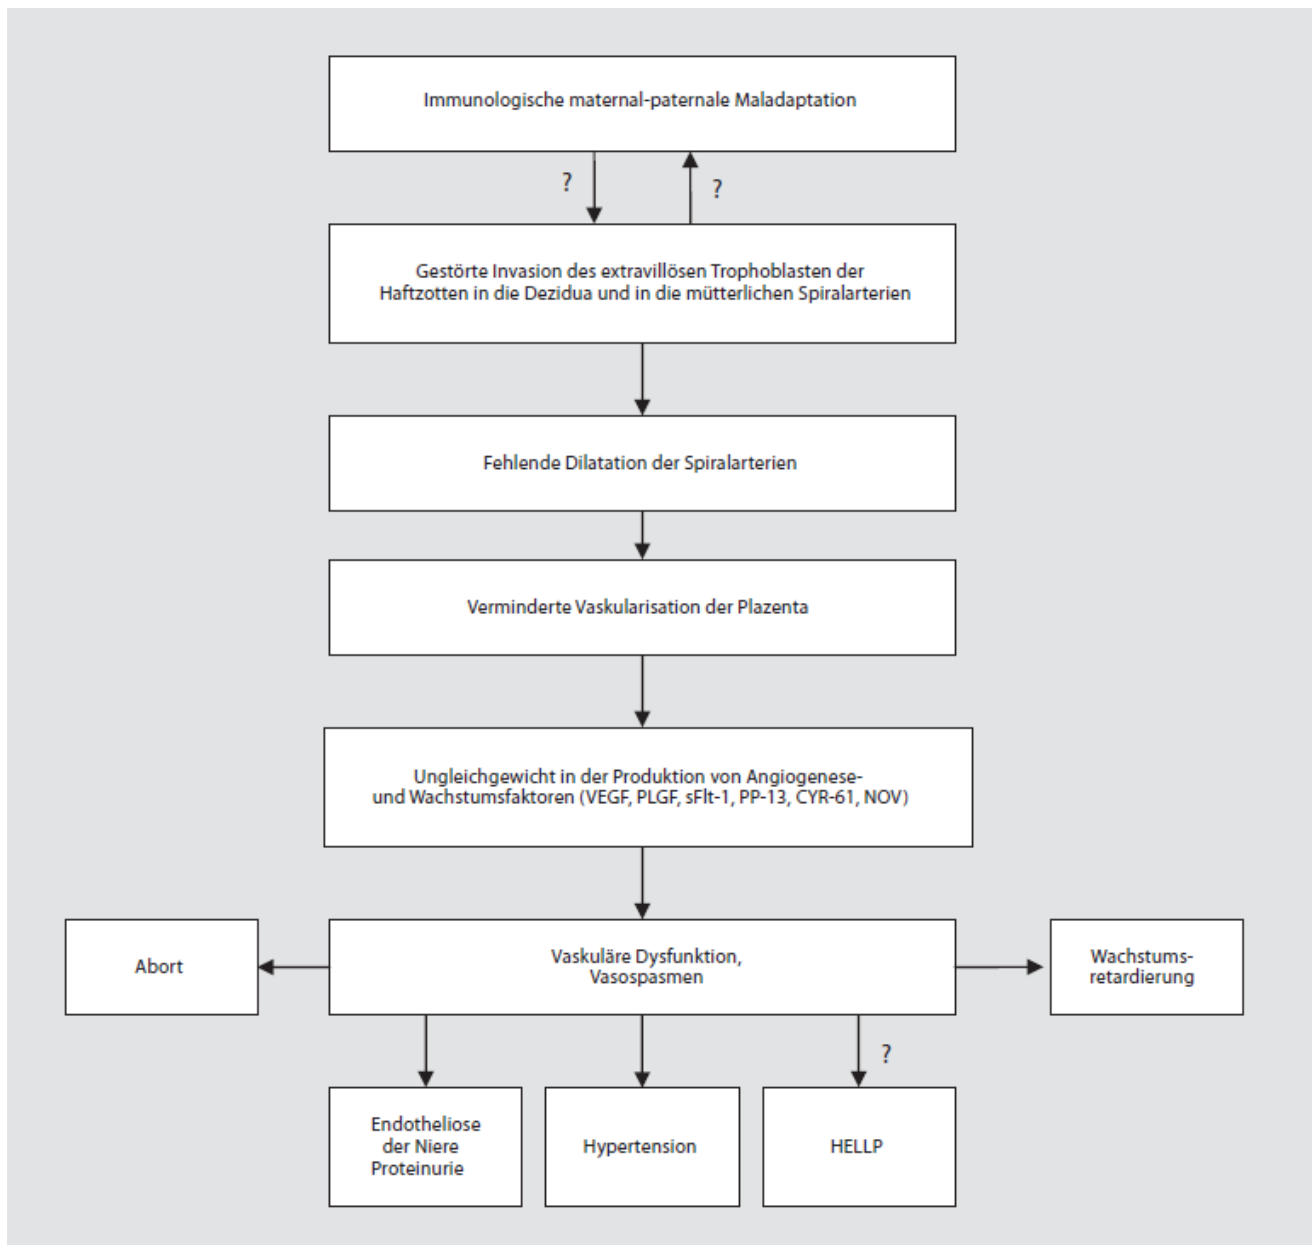 Immunologische maternal-paternale Maladaptation
?
?
Gestörte Invasion des extravillösen Trophoblasten der
Haftzotten in die Dezidua und in die mütterlichen Spiralarterien
Fehlende Dilatation der Spiralarterien
Verminderte Vaskularisation der Plazenta
Ungleichgewicht in der Produktion von Angiogenese-
und Wachstumsfaktoren (VEGF, PLGF, sFlt-1, PP-13, CYR-61, NOV)
Abort
Vaskuläre Dysfunktion,
Vasospasmen
Wachstums-
retardierung
?
Endotheliose
der Niere
Proteinurie
Hypertension
HELLP